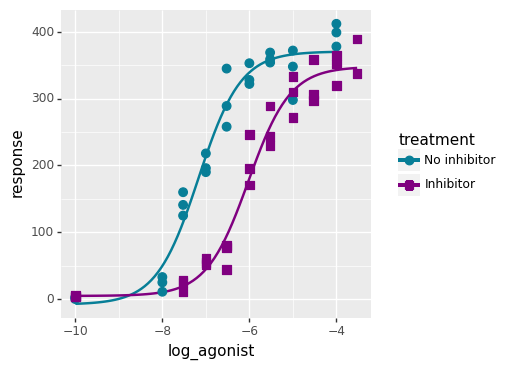 400
300
200
100
0
−10
−8
−6
−4
response
log_agonist
treatment
No inhibitor
Inhibitor